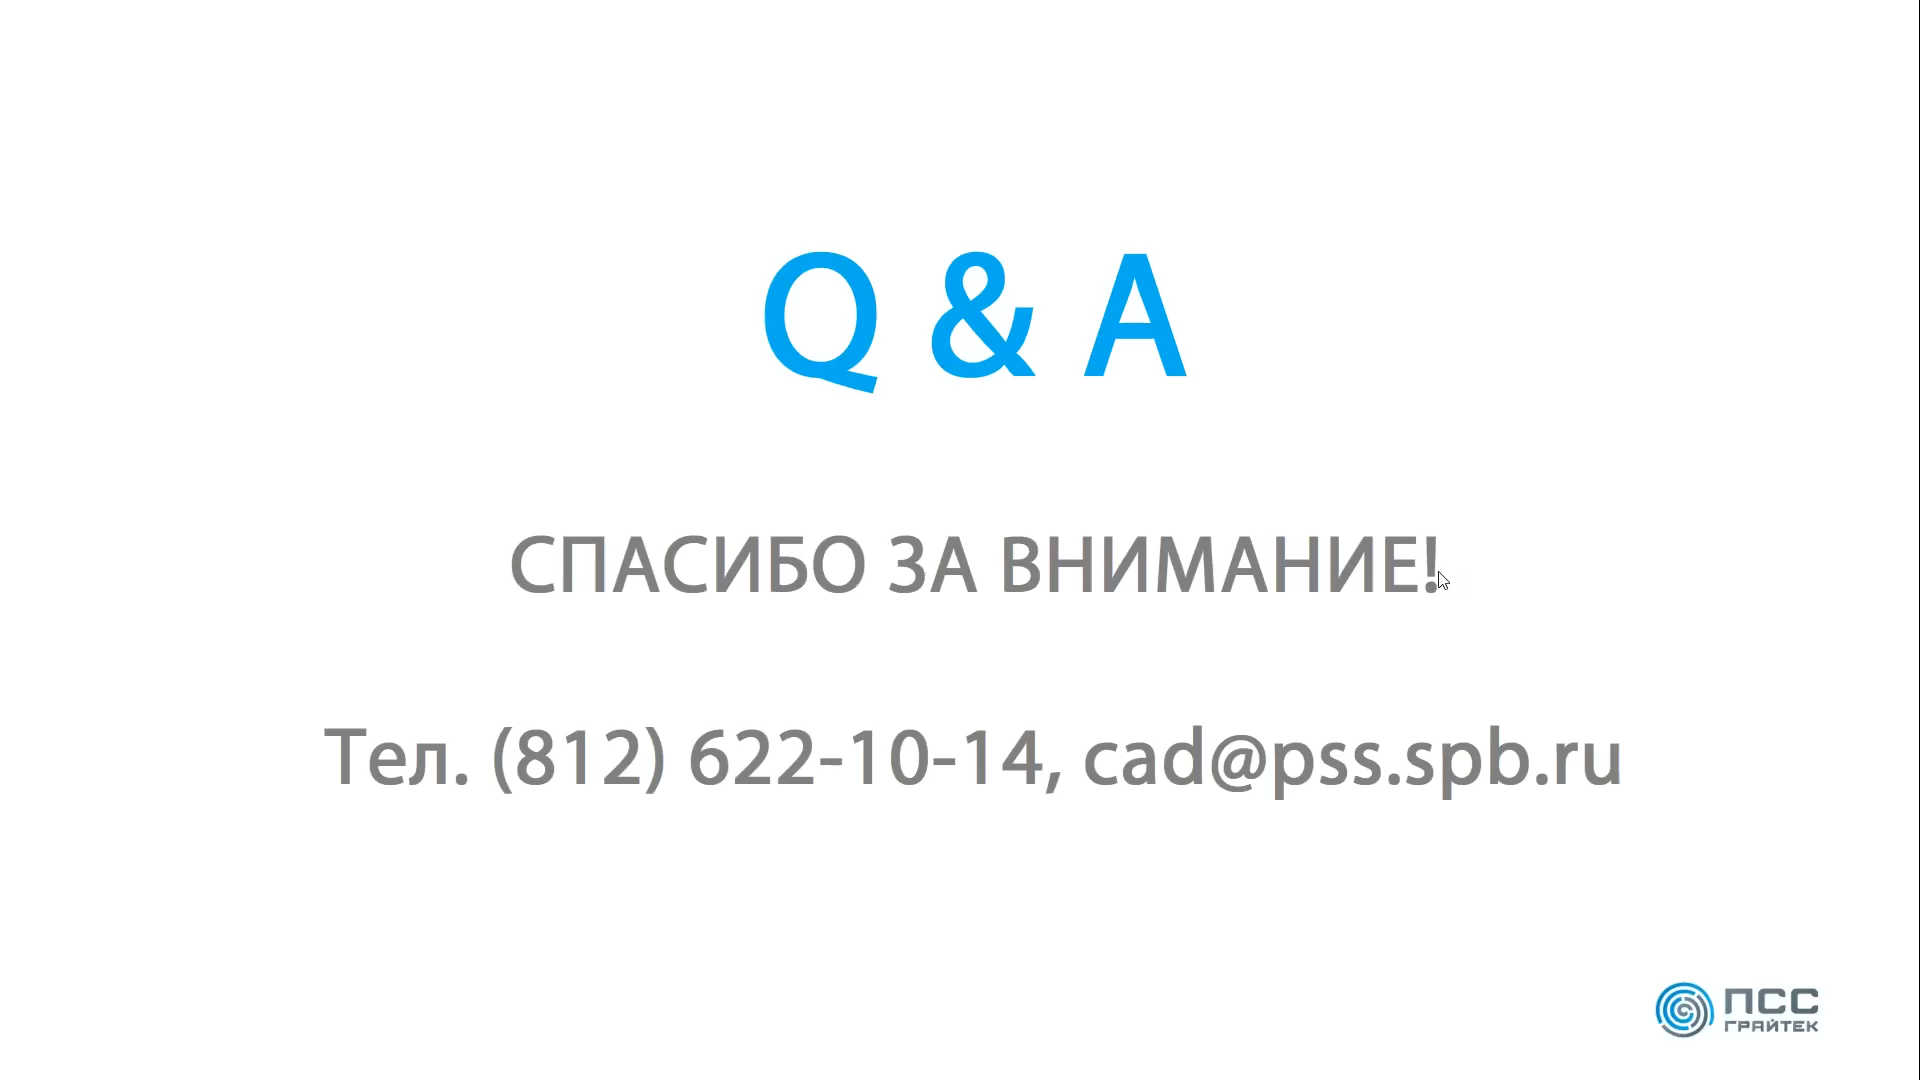 Q & A
СПАСИБО ЗА ВНИМАНИЕ!
Тел. (812) 622-10-14, cad@pss.spb.ru
ПСС
ГРАЙТЕК